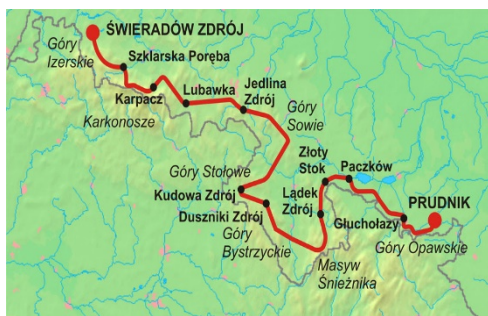 ŚWIERADÓW ZDRÓJ
Góry
Izerskie
Szklarska Poręba
Karpacz
Karkonosze
Lubawka
Jedlina
Zdrój
Góry
Sowie
Góry Stołowe
Kudowa Zdrój
Duszniki Zdrój
Góry
Bystrzyckie
Złoty
Stok
Lądek
Zdrój
Masyw
Śnieżnika
Paczków
PRUDNIK
Głuchołazy
Góry Opawskie